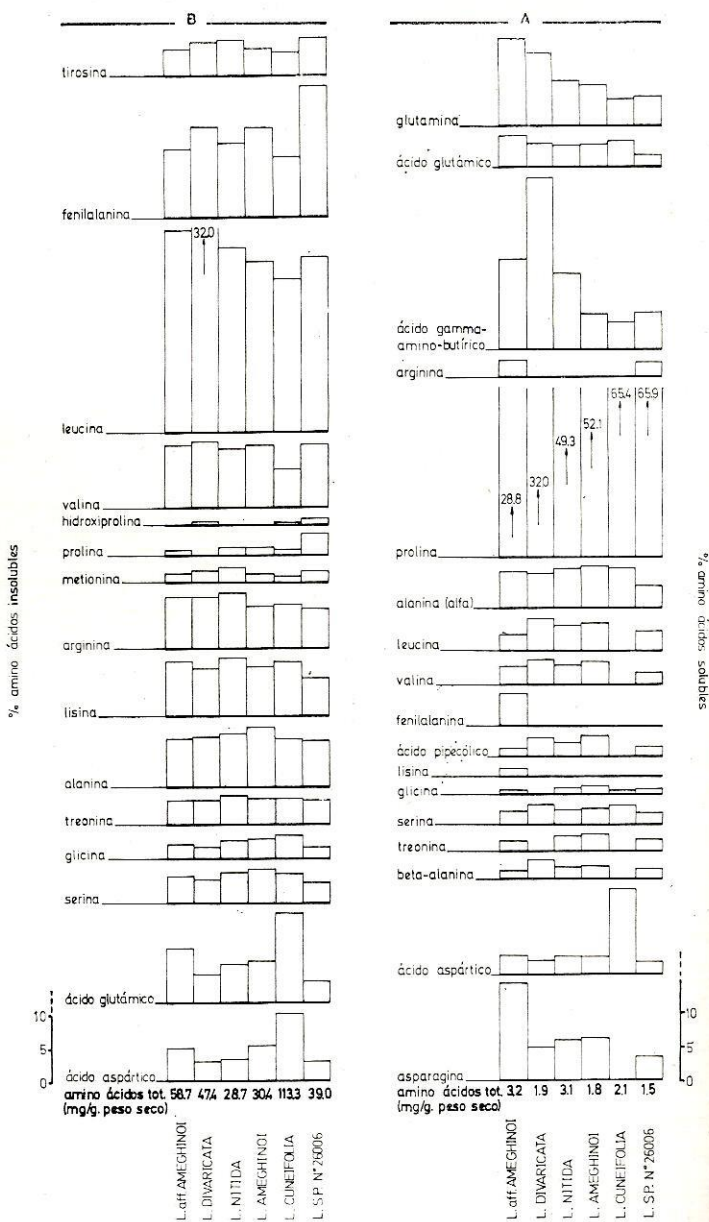 B
tirosina
fenilalanina
32.0
leucina
valina
hidroxiprolina
prolina
metionina
arginina
lisina
alanina
treonina
glicina
serina
ácido glutámico
ácido aspártico
10
5
0
% amino ácidos insolubles
amino ácidos tot. 58.7 47.4 28.7 30.4 113.3 39.0
(mg/g. peso seco)
L. aff. AMEGHINOI
L. DIVARICATA
L. NITIDA
L. AMEGHINOI
L. CUNEIFOLIA
L. SP. N°26006
A
glutamina
ácido glutámico
ácido gamma-
amino-butírico
arginina
28.8 32.0 49.3 52.1 65.4 65.9
prolina
alanina (alfa)
leucina
valina
fenilalanina
ácido pipecólico
lisina
glicina
serina
treonina
beta-alanina
ácido aspártico
asparagina
10
5
0
% amino ácidos solubles
amino ácidos tot. 3,2 1.9 3.1 1.8 2.1 1.5
(mg/g. peso seco)
L. aff. AMEGHINOI
L. DIVARICATA
L. NITIDA
L. AMEGHINOI
L. CUNEIFOLIA
L. SP. N°26006